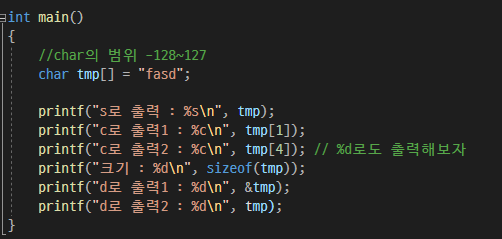 int main()
{
//char의 범위 -128~127
char tmp[] = "fasd";
printf("s로 출력 : %s\n", tmp);
printf("c로 출력1 : %c\n", tmp[1]);
printf("c로 출력2 : %c\n", tmp[4]); // %d로도 출력해보자
printf("크기 : %d\n", sizeof(tmp));
printf("d로 출력1 : %d\n", &tmp);
printf("d로 출력2 : %d\n", tmp);
}